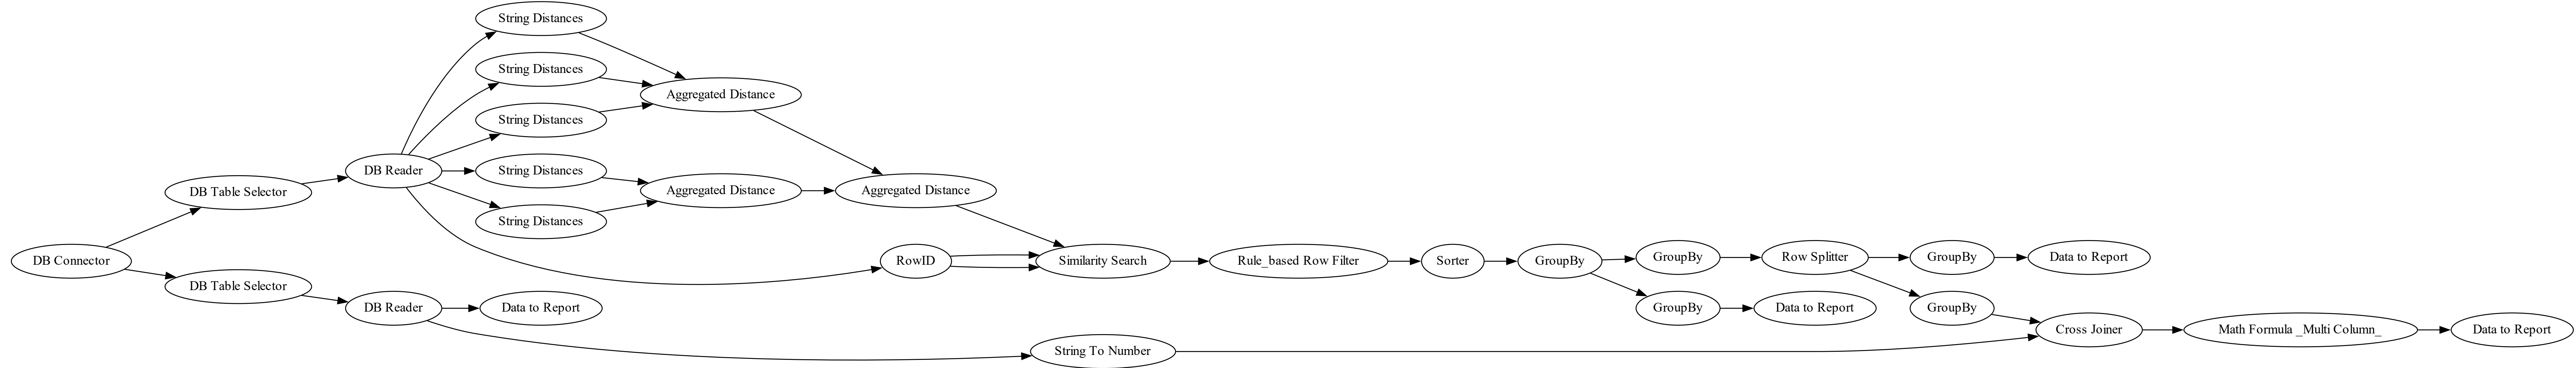 String Distances
String Distances
Aggregated Distance
String Distances
DB Reader
String Distances
DB Table Selector
Aggregated Distance
Aggregated Distance
String Distances
DB Connector
RowID
Similarity Search
Rule_based Row Filter
Sorter
GroupBy
GroupBy
Row Splitter
GroupBy
Data to Report
DB Table Selector
DB Reader
Data to Report
GroupBy
Data to Report
GroupBy
Cross Joiner
Math Formula _Multi Column_
Data to Report
String To Number